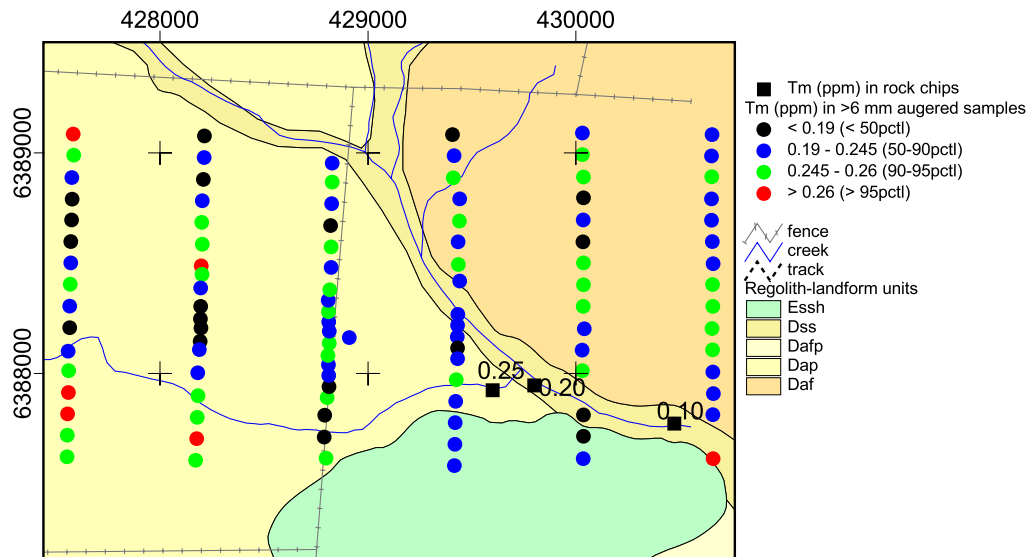 428000 429000 430000
6389000
6388000
0.25
0.20
0.10
Tm (ppm) in rock chips
Tm (ppm) in >6 mm augered samples
< 0.19 (< 50pctl)
0.19 - 0.245 (50-90pctl)
0.245 - 0.26 (90-95pctl)
> 0.26 (> 95pctl)
fence
creek
track
Regolith-landform units
Essh
Dss
Dafp
Dap
Daf